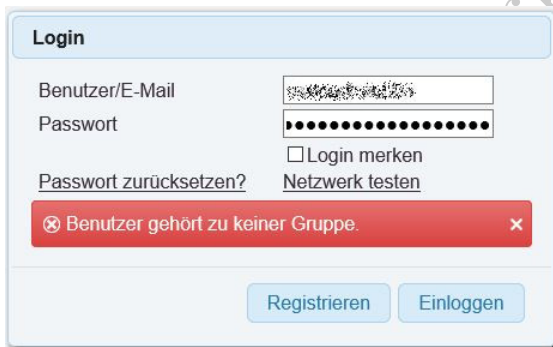 Login
Benutzer/E-Mail
Passwort
Login merken
Passwort zurücksetzen? Netzwerk testen
Benutzer gehört zu keiner Gruppe.
Registrieren Einloggen